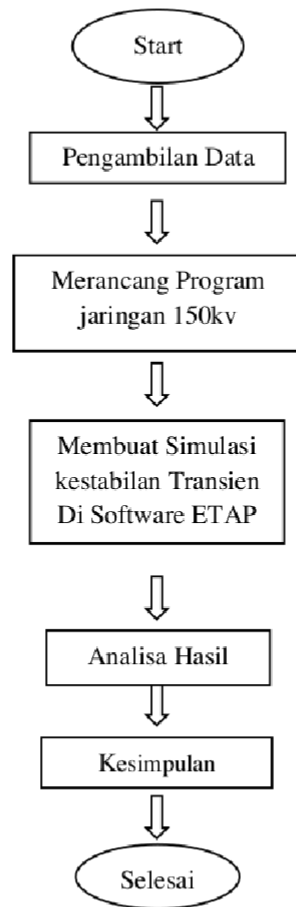 Start
Pengambilan Data
Merancang Program
jaringan 150kv
Membuat Simulasi
kestabilan Transien
Di Software ETAP
Analisa Hasil
Kesimpulan
Selesai